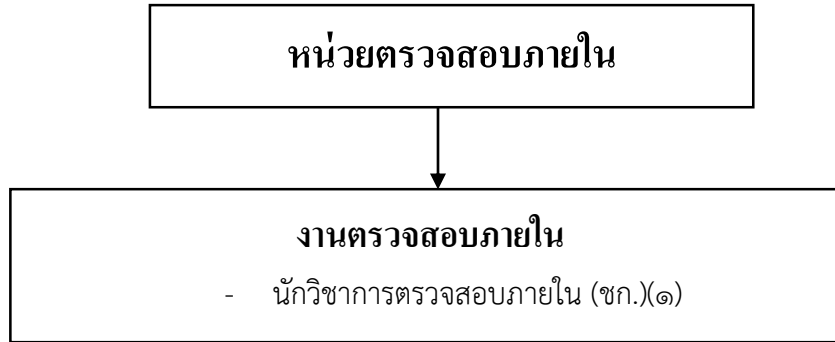 หน่วยตรวจสอบภายใน
งานตรวจสอบภายใน
- นักวิชาการตรวจสอบภายใน (ชก.)(๑)